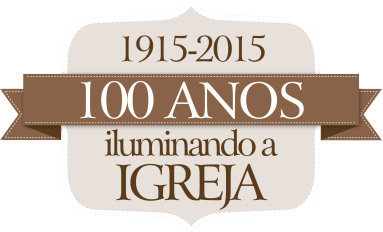 1915-2015
100 ANOS
iluminando a
IGREJA